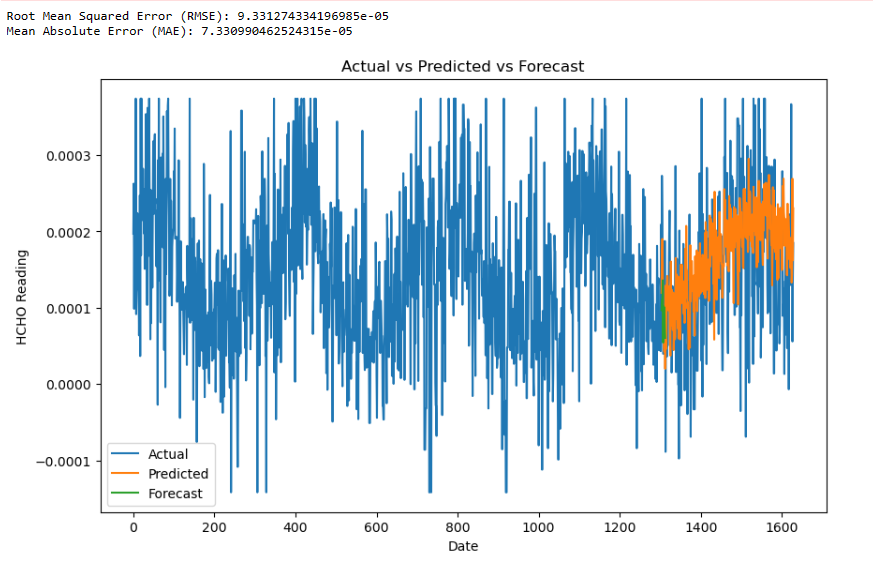 Root Mean Squared Error (RMSE): 9.331274334196985e-05
Mean Absolute Error (MAE): 7.330990462524315e-05
Actual vs Predicted vs Forecast
0.0003
0.0002
0.0001
0.0000
−0.0001
HCHO Reading
Actual
Predicted
Forecast
0 200 400 600 800 1000 1200 1400 1600
Date